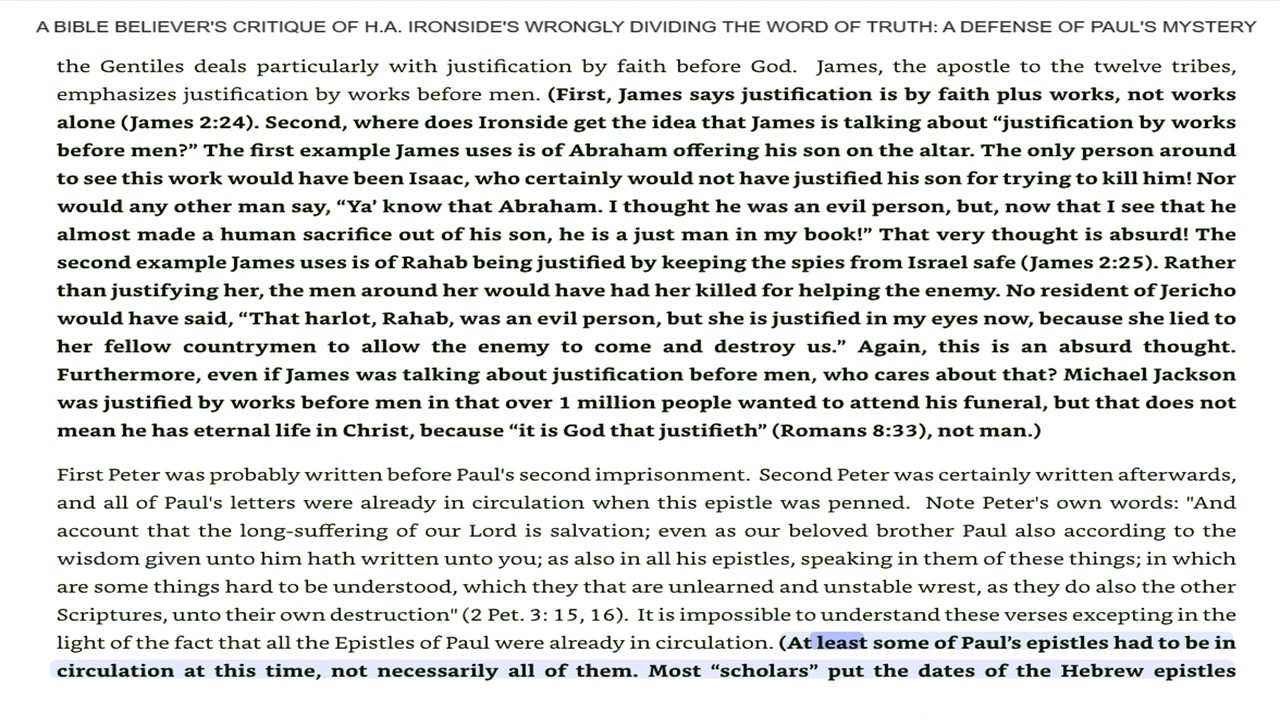 A BIBLE BELIEVER'S CRITIQUE OF H.A. IRONSIDE'S WRONGLY DIVIDING THE WORD OF TRUTH: A DEFENSE OF PAUL'S MYSTERY
the Gentiles deals particularly with justification by faith before God. James, the apostle to the twelve tribes,
emphasizes justification by works before men. (First, James says justification is by faith plus works, not works
alone (James 2:24). Second, where does Ironside get the idea that James is talking about “justification by works
before men?” The first example James uses is of Abraham offering his son on the altar. The only person around
to see this work would have been Isaac, who certainly would not have justified his son for trying to kill him! Nor
would any other man say, “Ya’ know that Abraham. I thought he was an evil person, but, now that I see that he
almost made a human sacrifice out of his son, he is a just man in my book!” That very thought is absurd! The
second example James uses is of Rahab being justified by keeping the spies from Israel safe (James 2:25). Rather
than justifying her, the men around her would have had her killed for helping the enemy. No resident of Jericho
would have said, “That harlot, Rahab, was an evil person, but she is justified in my eyes now, because she lied to
her fellow countrymen to allow the enemy to come and destroy us.” Again, this is an absurd thought.
Furthermore, even if James was talking about justification before men, who cares about that? Michael Jackson
was justified by works before men in that over 1 million people wanted to attend his funeral, but that does not
mean he has eternal life in Christ, because “it is God that justifieth” (Romans 8:33), not man.)
First Peter was probably written before Paul's second imprisonment. Second Peter was certainly written afterwards,
and all of Paul's letters were already in circulation when this epistle was penned. Note Peter's own words: "And
account that the long-suffering of our Lord is salvation; even as our beloved brother Paul also according to the
wisdom given unto him hath written unto you; as also in all his epistles, speaking in them of these things; in which
are some things hard to be understood, which they that are unlearned and unstable wrest, as they do also the other
Scriptures, unto their own destruction" (2 Pet. 3: 15, 16). It is impossible to understand these verses excepting in the
light of the fact that all the Epistles of Paul were already in circulation. (At least some of Paul’s epistles had to be in
circulation at this time, not necessarily all of them. Most “scholars” put the dates of the Hebrew epistles